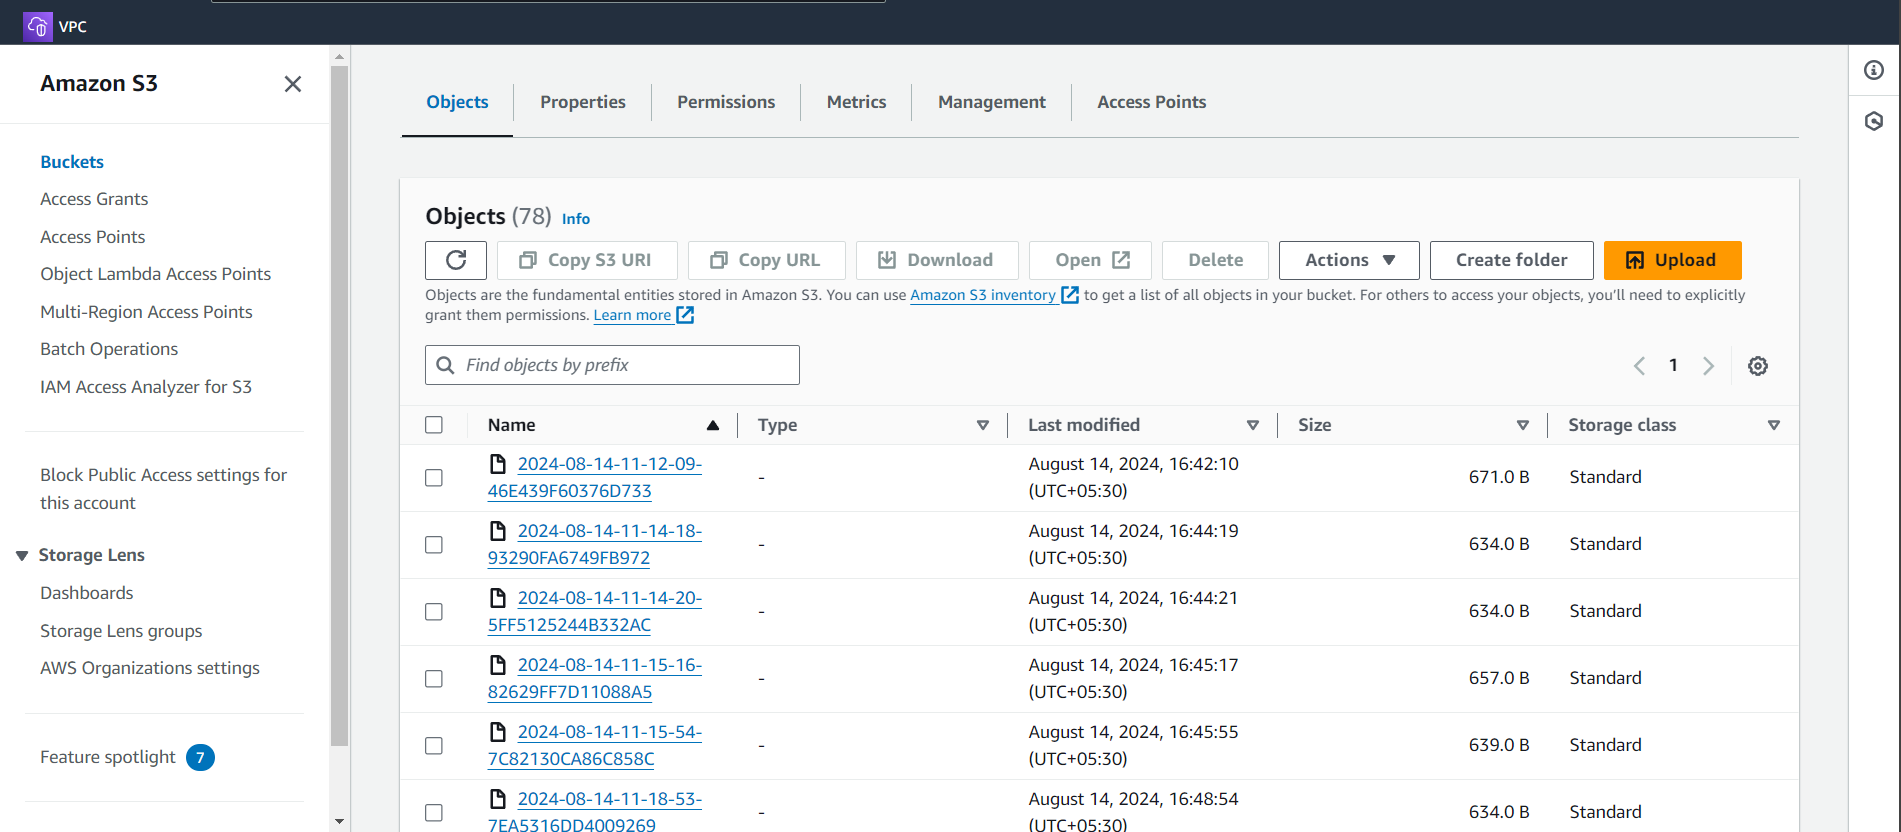 VPC
Amazon S3
Buckets
Access Grants
Access Points
Object Lambda Access Points
Multi-Region Access Points
Batch Operations
IAM Access Analyzer for S3
Block Public Access settings for
this account
Storage Lens
Dashboards
Storage Lens groups
AWS Organizations settings
Feature spotlight 7
Objects Properties Permissions Metrics Management Access Points
Objects (78) Info
Copy S3 URI Copy URL Download Open Delete Actions Create folder Upload
Objects are the fundamental entities stored in Amazon S3. You can use Amazon S3 inventory to get a list of all objects in your bucket. For others to access your objects, you'll need to explicitly
grant them permissions. Learn more
Find objects by prefix
1
Name Type Last modified Size Storage class
2024-08-14-11-12-09- August 14, 2024, 16:42:10
46E439F60376D733 - (UTC+05:30) 671.0 B Standard
2024-08-14-11-14-18- August 14, 2024, 16:44:19
93290FA6749FB972 - (UTC+05:30) 634.0 B Standard
2024-08-14-11-14-20- August 14, 2024, 16:44:21
5FF5125244B332AC - (UTC+05:30) 634.0 B Standard
2024-08-14-11-15-16- August 14, 2024, 16:45:17
82629FF7D11088A5 - (UTC+05:30) 657.0 B Standard
2024-08-14-11-15-54- August 14, 2024, 16:45:55
7C82130CA86C858C - (UTC+05:30) 639.0 B Standard
2024-08-14-11-18-53- August 14, 2024, 16:48:54
7EA5316DD4009269 - (UTC+05:30) 634.0 B Standard